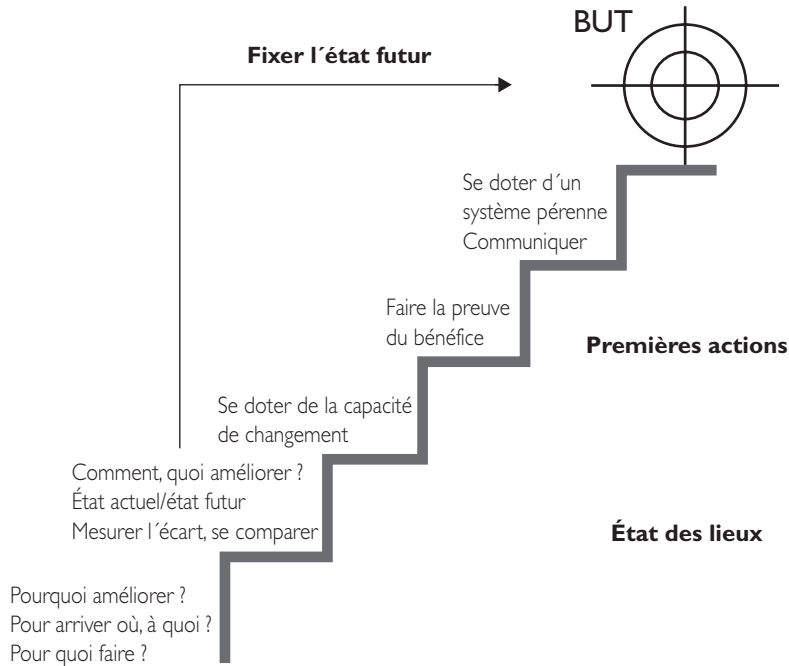 BUT
Fixer l´état futur
Se doter d´un
système pérenne
Communiquer
Faire la preuve
du bénéfice
Premières actions
Se doter de la capacité
de changement
Comment, quoi améliorer ?
État actuel/état futur
Mesurer l´écart, se comparer
État des lieux
Pourquoi améliorer ?
Pour arriver où, à quoi ?
Pour quoi faire ?